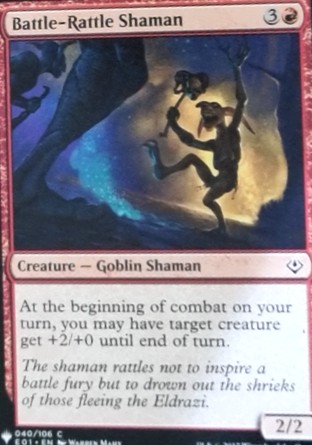 Battle-Rattle Shaman 3
Creature — Goblin Shaman
At the beginning of combat on your
turn, you may have target creature
get +2/+0 until end of turn.
The shaman rattles not to inspire a
battle fury but to drown out the shrieks
of those fleeing the Eldrazi.
2/2
040/106 C
E01 • EN Warren Mahy